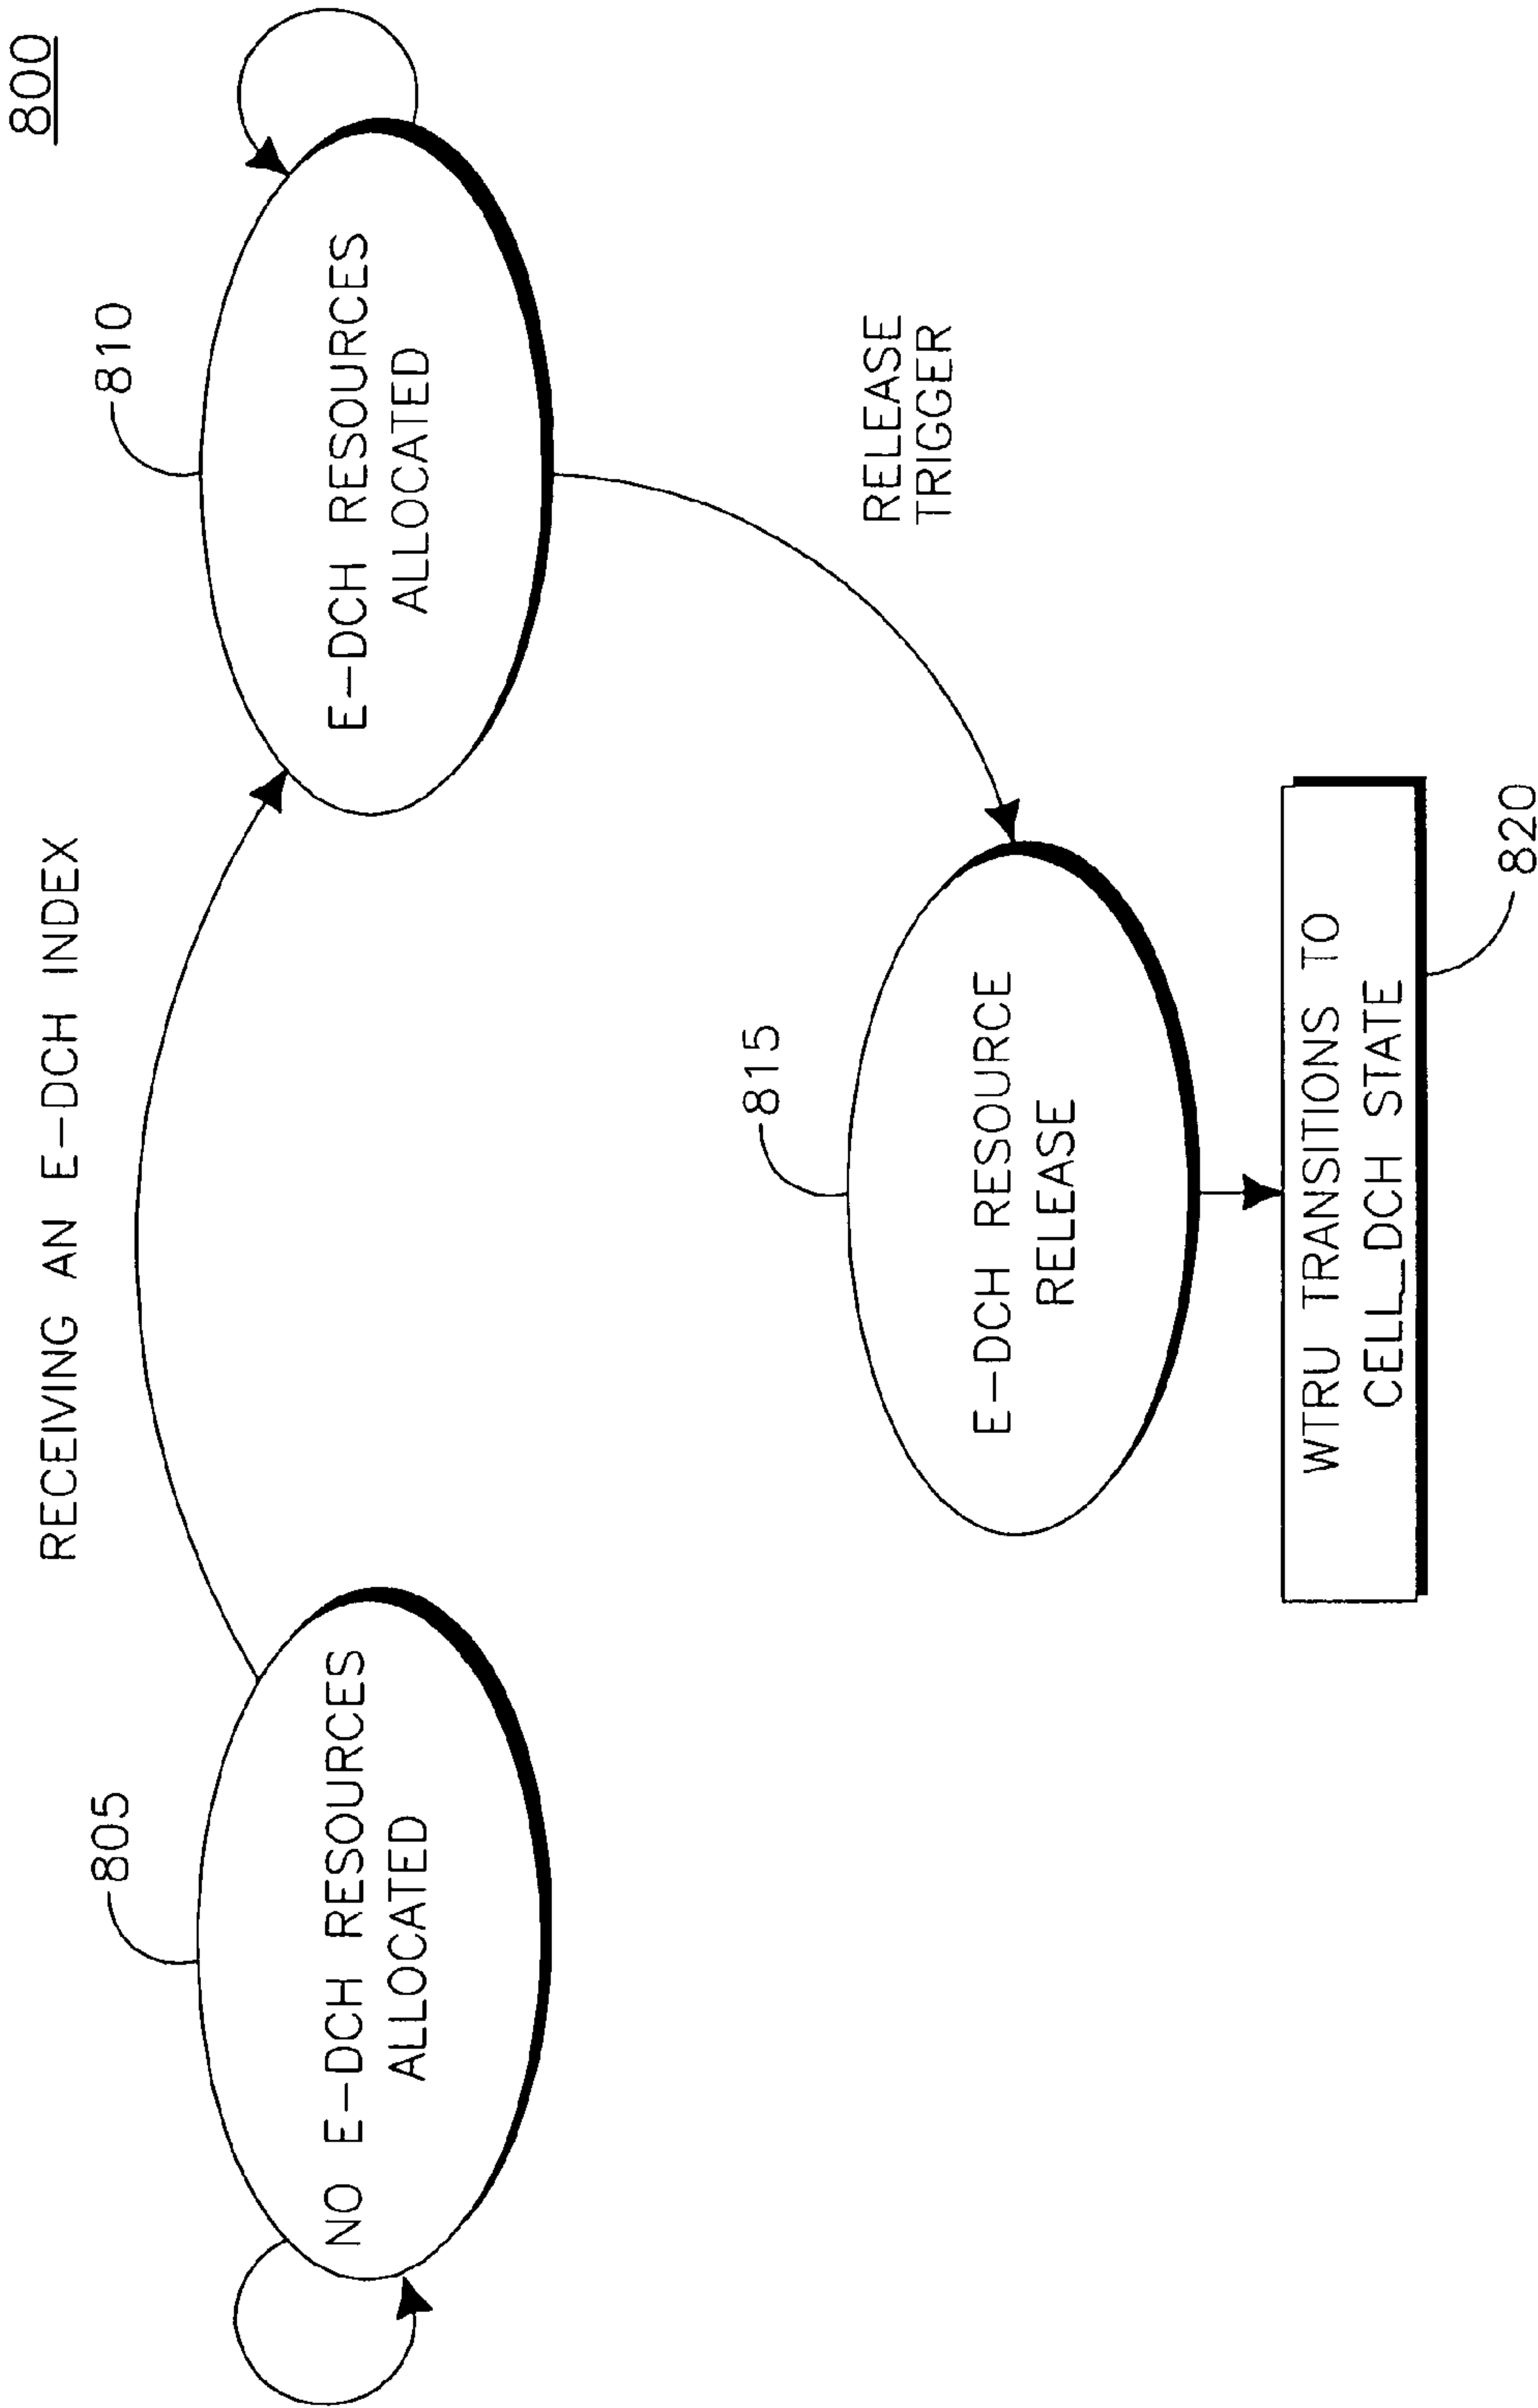 800
RECEIVING AN E-DCH INDEX
805
NO E-DCH RESOURCES
ALLOCATED
810
E-DCH RESOURCES
ALLOCATED
RELEASE
TRIGGER
815
E-DCH RESOURCE
RELEASE
WTRU TRANSITIONS TO
CELL_DCH STATE
820